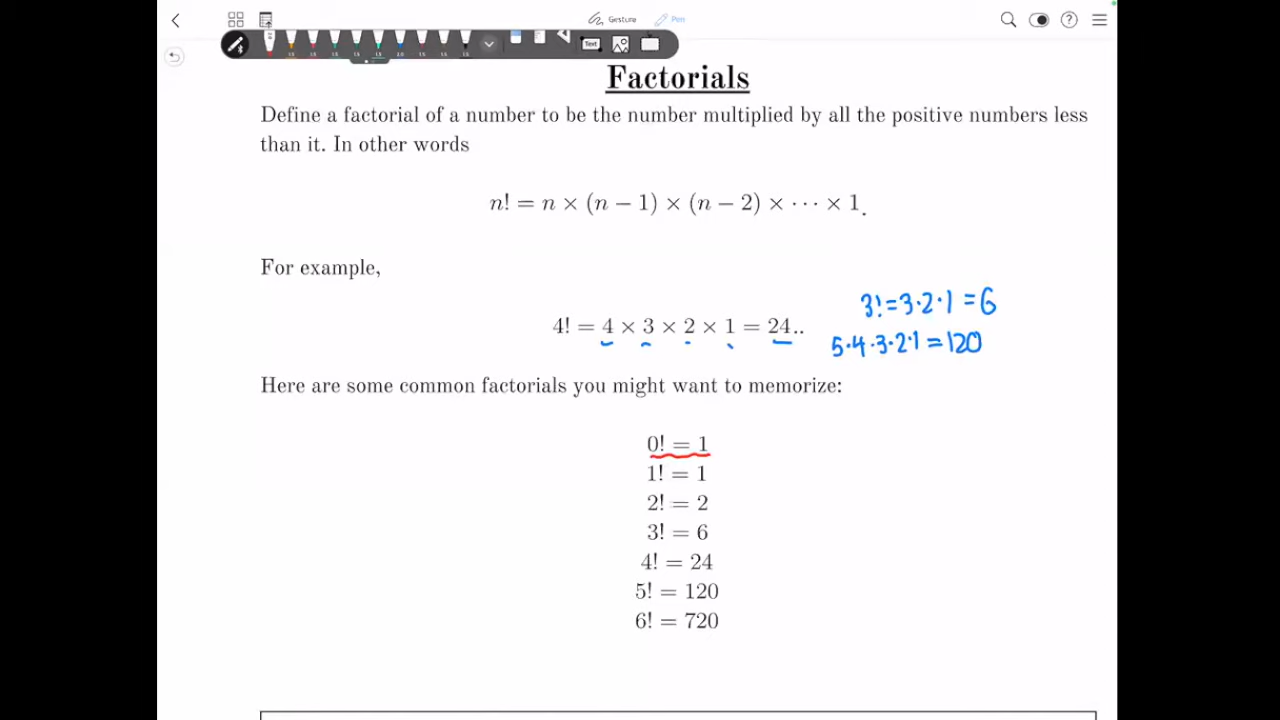 Gesture Pen
Text
Factorials
Define a factorial of a number to be the number multiplied by all the positive numbers less
than it. In other words
n! = n × (n − 1) × (n − 2) × · · · × 1.
For example,
4! = 4 × 3 × 2 × 1 = 24..
3! = 3·2·1 = 6
5·4·3·2·1 = 120
Here are some common factorials you might want to memorize:
0! = 1
1! = 1
2! = 2
3! = 6
4! = 24
5! = 120
6! = 720